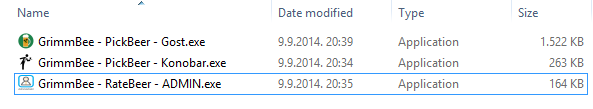 Name Date modified Type Size
GrimmBee - PickBeer - Gost.exe 9.9.2014. 20:39 Application 1.522 KB
GrimmBee - PickBeer - Konobar.exe 9.9.2014. 20:34 Application 263 KB
GrimmBee - RateBeer - ADMIN.exe 9.9.2014. 20:35 Application 164 KB